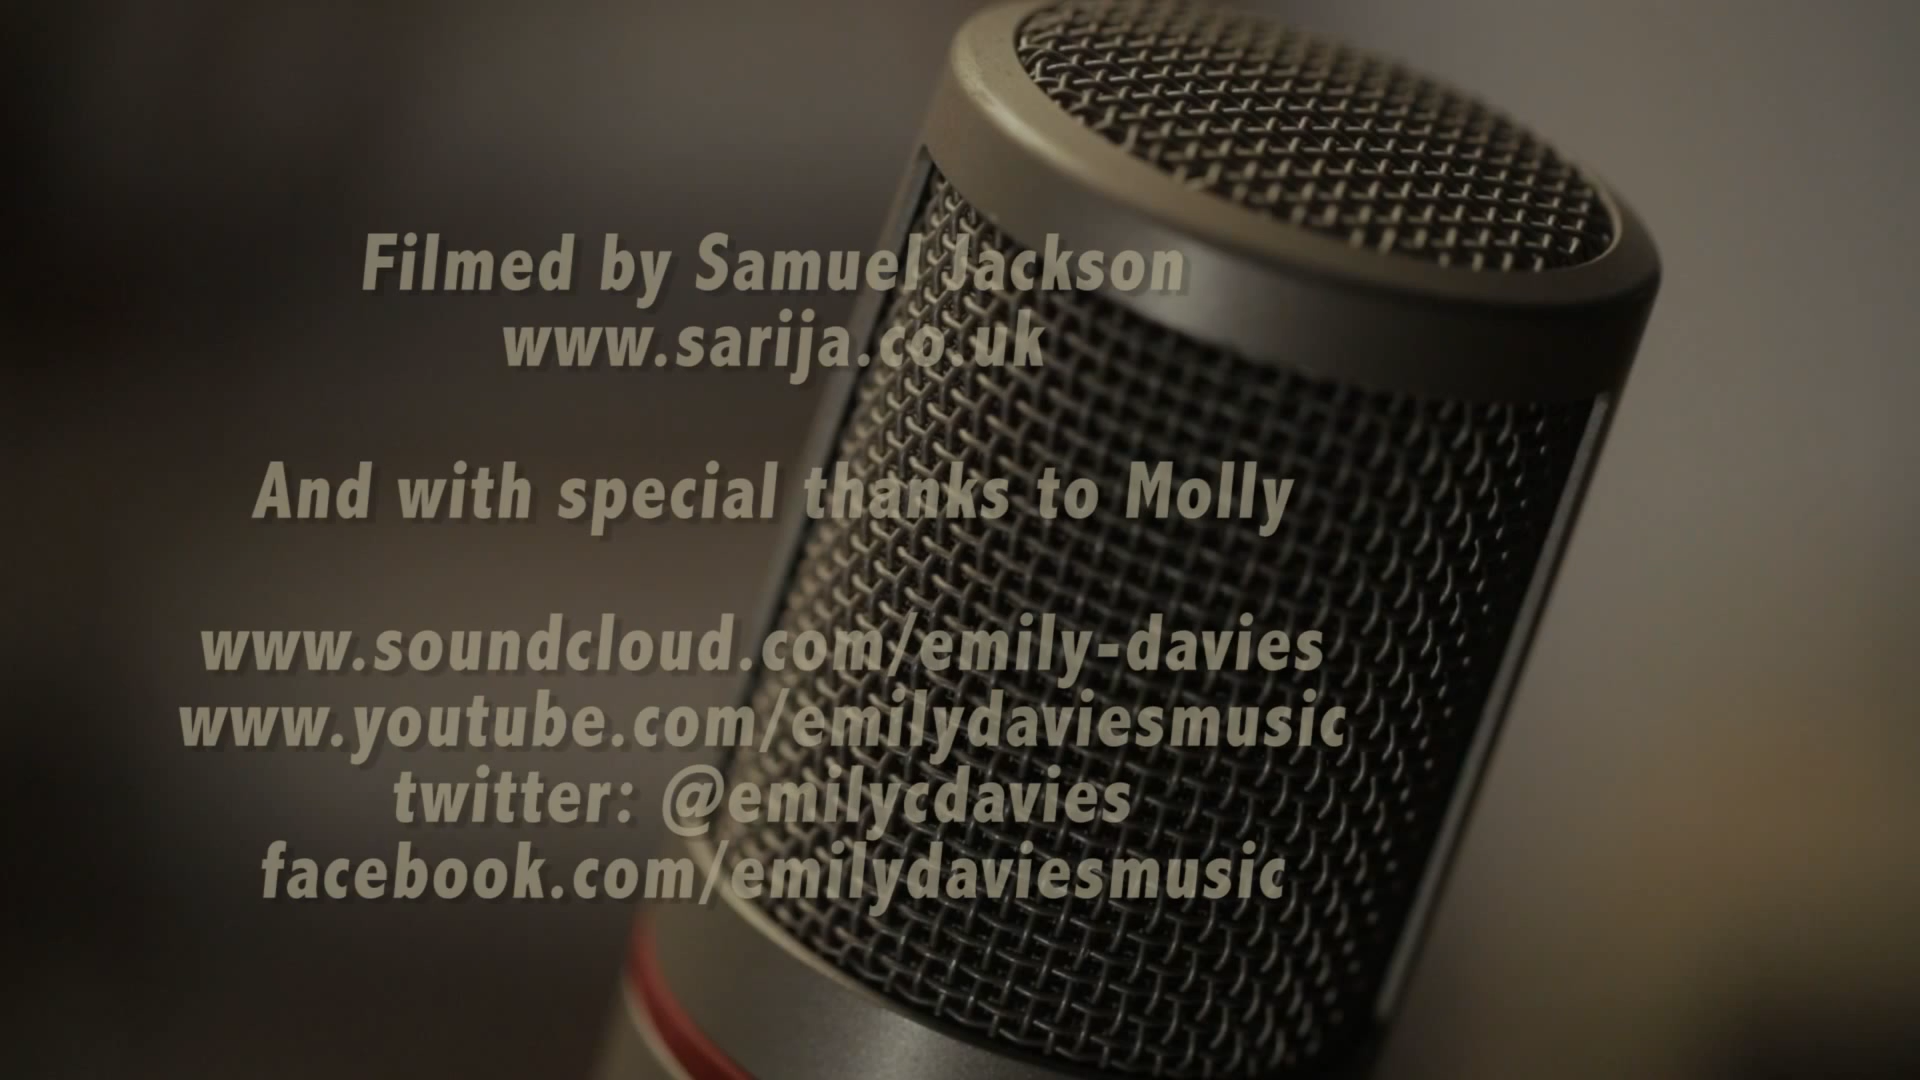 Filmed by Samuel Jackson
www.sarija.co.uk
And with special thanks to Molly
www.soundcloud.com/emily-davies
www.youtube.com/emilydaviesmusic
twitter: @emilycdavies
facebook.com/emilydaviesmusic